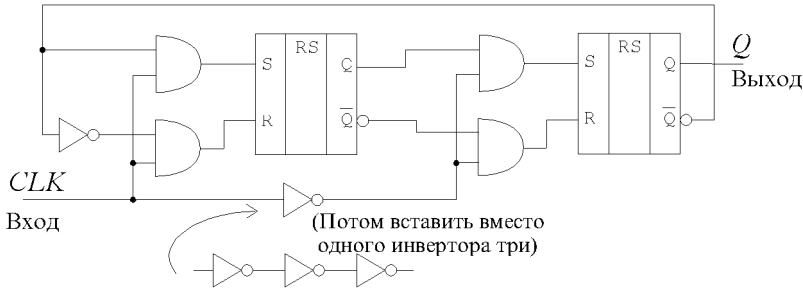 RS
RS
Q
S
Q
S
Q
Выход
R
Q
R
Q
CLK
Вход
(Потом вставить вместо
одного инвертора три)